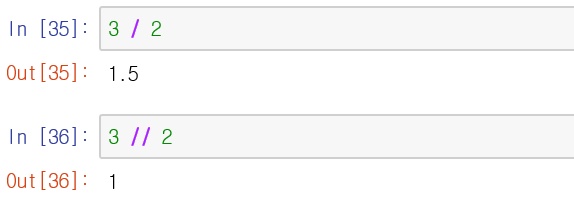 In [35]: 3 / 2
Out[35]: 1.5
In [36]: 3 // 2
Out[36]: 1